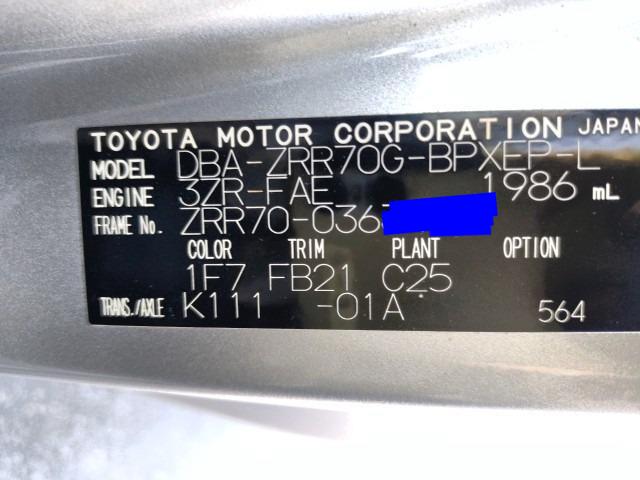 TOYOTA MOTOR CORPORATION JAPAN
MODEL DBA-ZRR70G-BPXEP-L
ENGINE 3ZR-FAE 1986 mL
FRAME No. ZRR70-036
COLOR TRIM PLANT OPTION
1F7 FB21 C25
TRANS./AXLE K111 -01A 564